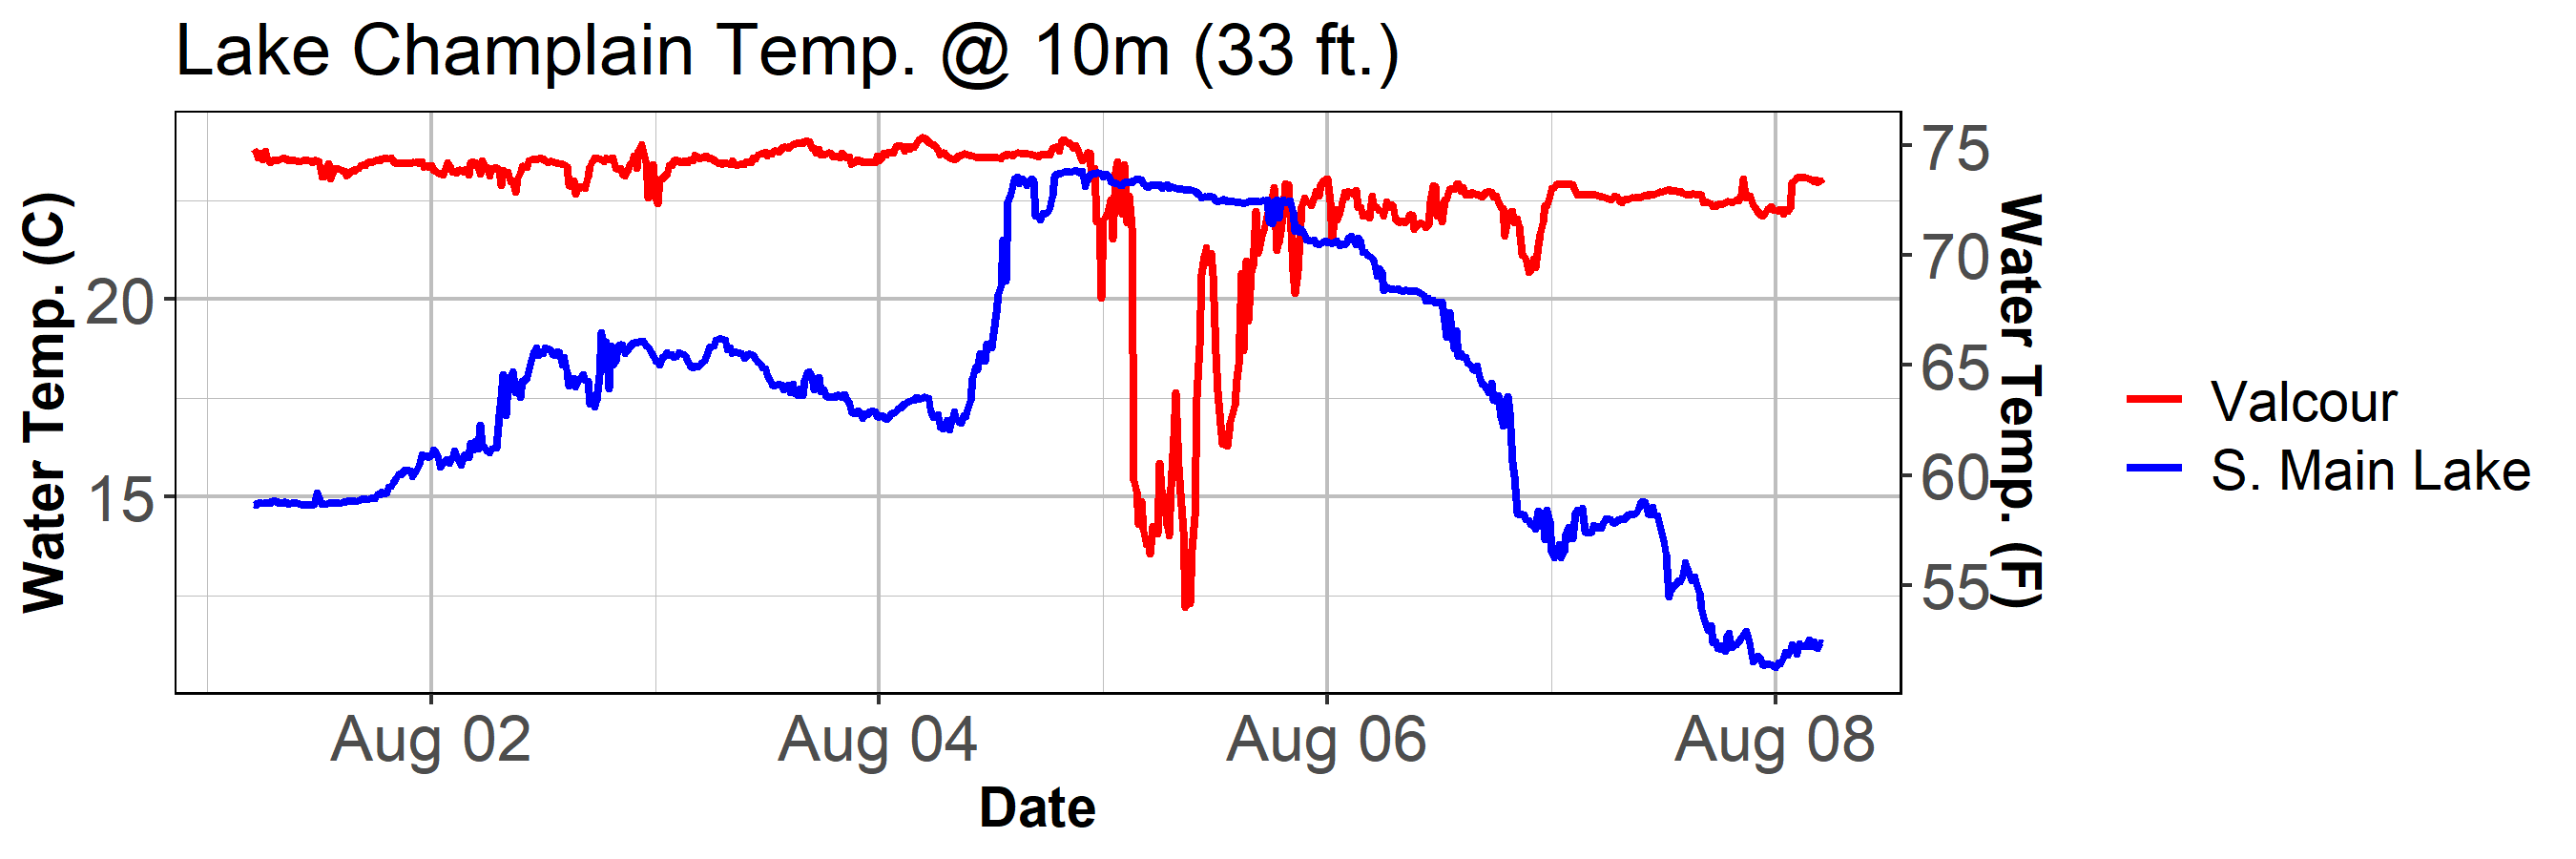 Lake Champlain Temp. @ 10m (33 ft.)
Water Temp. (C)
20
15
75
70
65
60
55
Water Temp. (F)
Valcour
S. Main Lake
Aug 02
Aug 04
Aug 06
Aug 08
Date